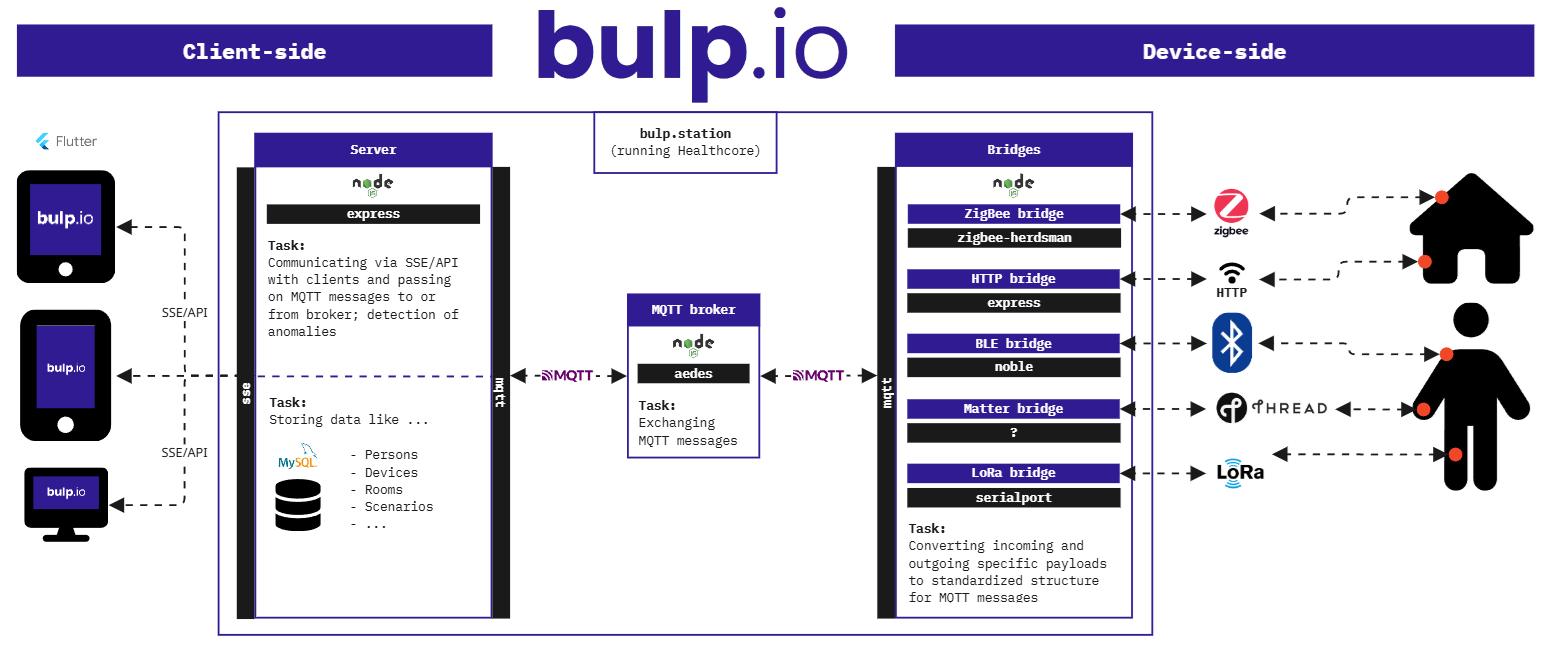 Client-side
bulp.io
Device-side
Flutter
bulp.io
bulp.io
bulp.io
SSE/API
SSE/API
bulp.station
(running Healthcore)
Server
sse
mqtt
node
JS
express
Task:
Communicating via SSE/API
with clients and passing
on MQTT messages to or
from broker; detection of
anomalies
Task:
Storing data like ...
MySQL
- Persons
- Devices
- Rooms
- Scenarios
- ...
MQTT
MQTT broker
node
JS
aedes
Task:
Exchanging
MQTT messages
MQTT
mqtt
Bridges
node
JS
ZigBee bridge
zigbee-herdsman
HTTP bridge
express
BLE bridge
noble
Matter bridge
?
LoRa bridge
serialport
Task:
Converting incoming and
outgoing specific payloads
to standardized structure
for MQTT messages
zigbee
HTTP
THREAD
LoRa